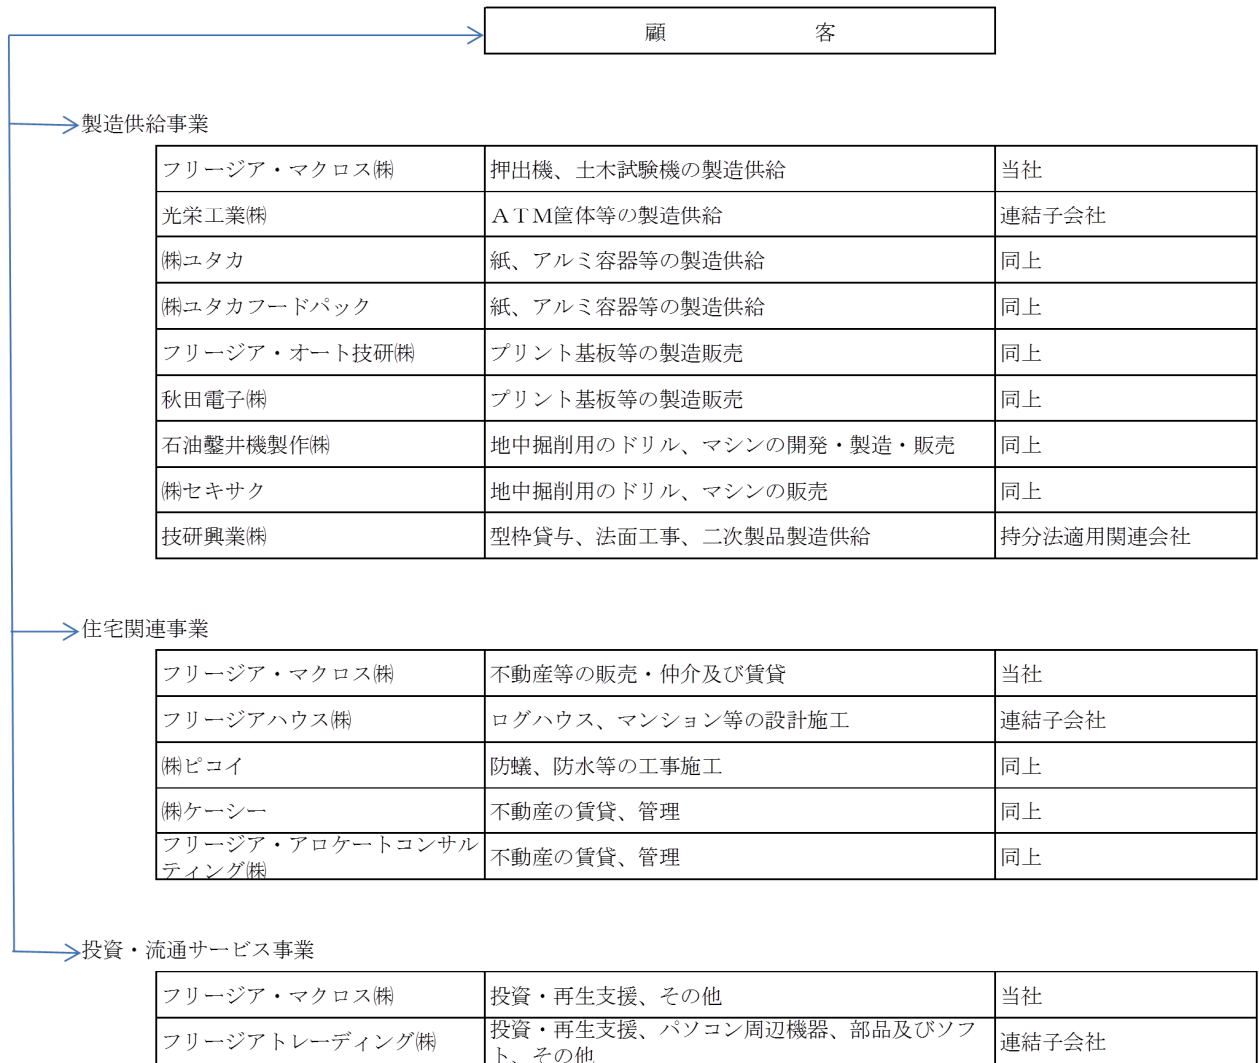 顧　　　　　　　客
製造供給事業
フリージア・マクロス㈱　押出機、土木試験機の製造供給　当社
光栄工業㈱　ＡＴＭ筐体等の製造供給　連結子会社
㈱ユタカ　紙、アルミ容器等の製造供給　同上
㈱ユタカフードパック　紙、アルミ容器等の製造供給　同上
フリージア・オート技研㈱　プリント基板等の製造販売　同上
秋田電子㈱　プリント基板等の製造販売　同上
石油鑿井機製作㈱　地中掘削用のドリル、マシンの開発・製造・販売　同上
㈱セキサク　地中掘削用のドリル、マシンの販売　同上
技研興業㈱　型枠貸与、法面工事、二次製品製造供給　持分法適用関連会社
住宅関連事業
フリージア・マクロス㈱　不動産等の販売・仲介及び賃貸　当社
フリージアハウス㈱　ログハウス、マンション等の設計施工　連結子会社
㈱ピコイ　防蟻、防水等の工事施工　同上
㈱ケーシー　不動産の賃貸、管理　同上
フリージア・アロケートコンサル
ティング㈱　不動産の賃貸、管理　同上
投資・流通サービス事業
フリージア・マクロス㈱　投資・再生支援、その他　当社
フリージアトレーディング㈱　投資・再生支援、パソコン周辺機器、部品及びソフ
ト、その他　連結子会社